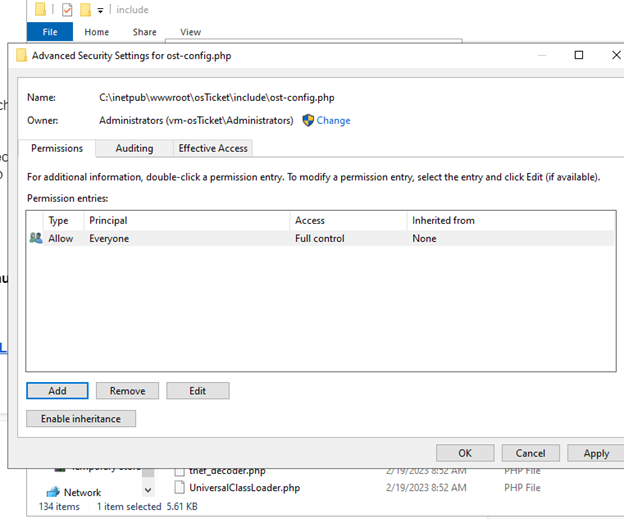 include
File Home Share View
Advanced Security Settings for ost-config.php
Name: C:\inetpub\wwwroot\osTicket\include\ost-config.php
Owner: Administrators (vm-osTicket\Administrators) Change
Permissions Auditing Effective Access
For additional information, double-click a permission entry. To modify a permission entry, select the entry and click Edit (if available).
Permission entries:
Type Principal Access Inherited from
Allow Everyone Full control None
Add Remove Edit
Enable inheritance
OK Cancel Apply
tnef_decoder.php 2/19/2023 8:52 AM PHP File
Network UniversalClassLoader.php 2/19/2023 8:52 AM PHP File
134 items 1 item selected 5.61 KB